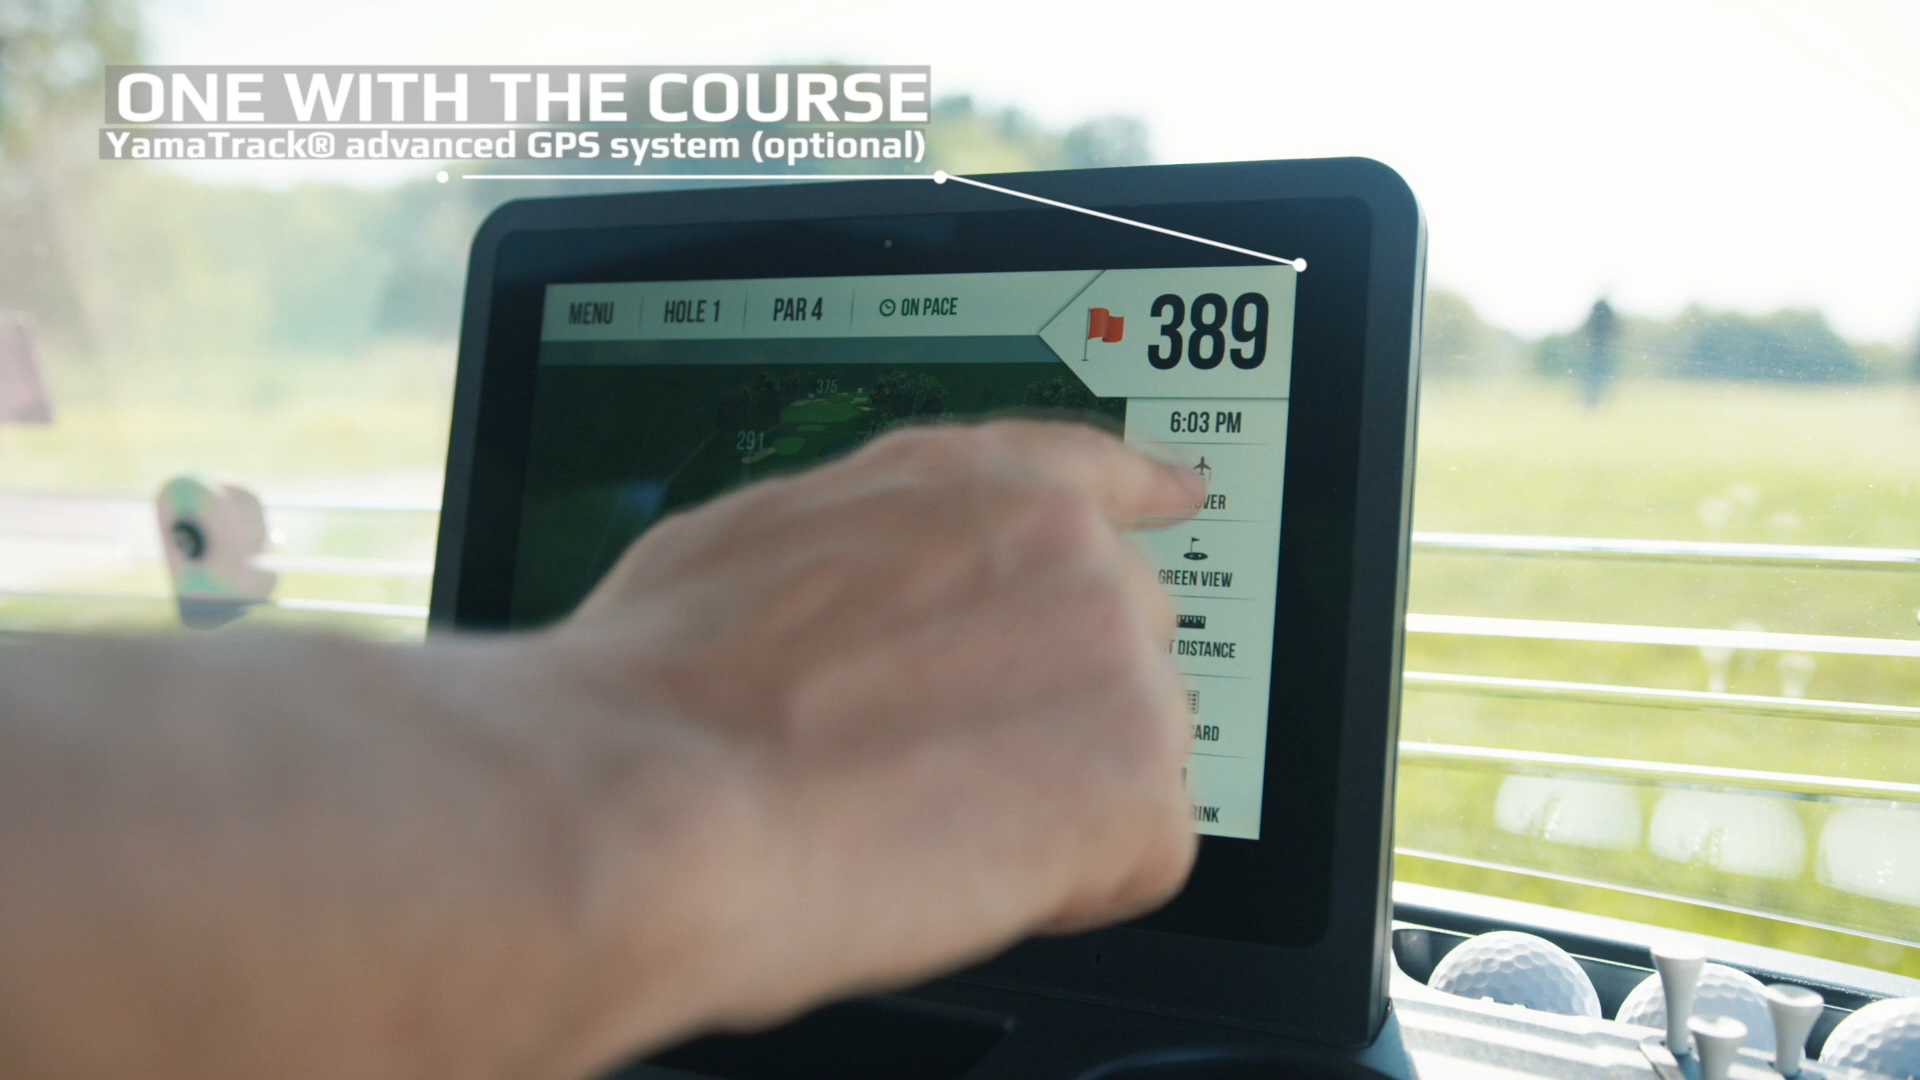 ONE WITH THE COURSE
YamaTrack® advanced GPS system (optional)
MENU HOLE 1 PAR 4 ON PACE 389
375
291
6:03 PM
GREEN VIEW
DISTANCE